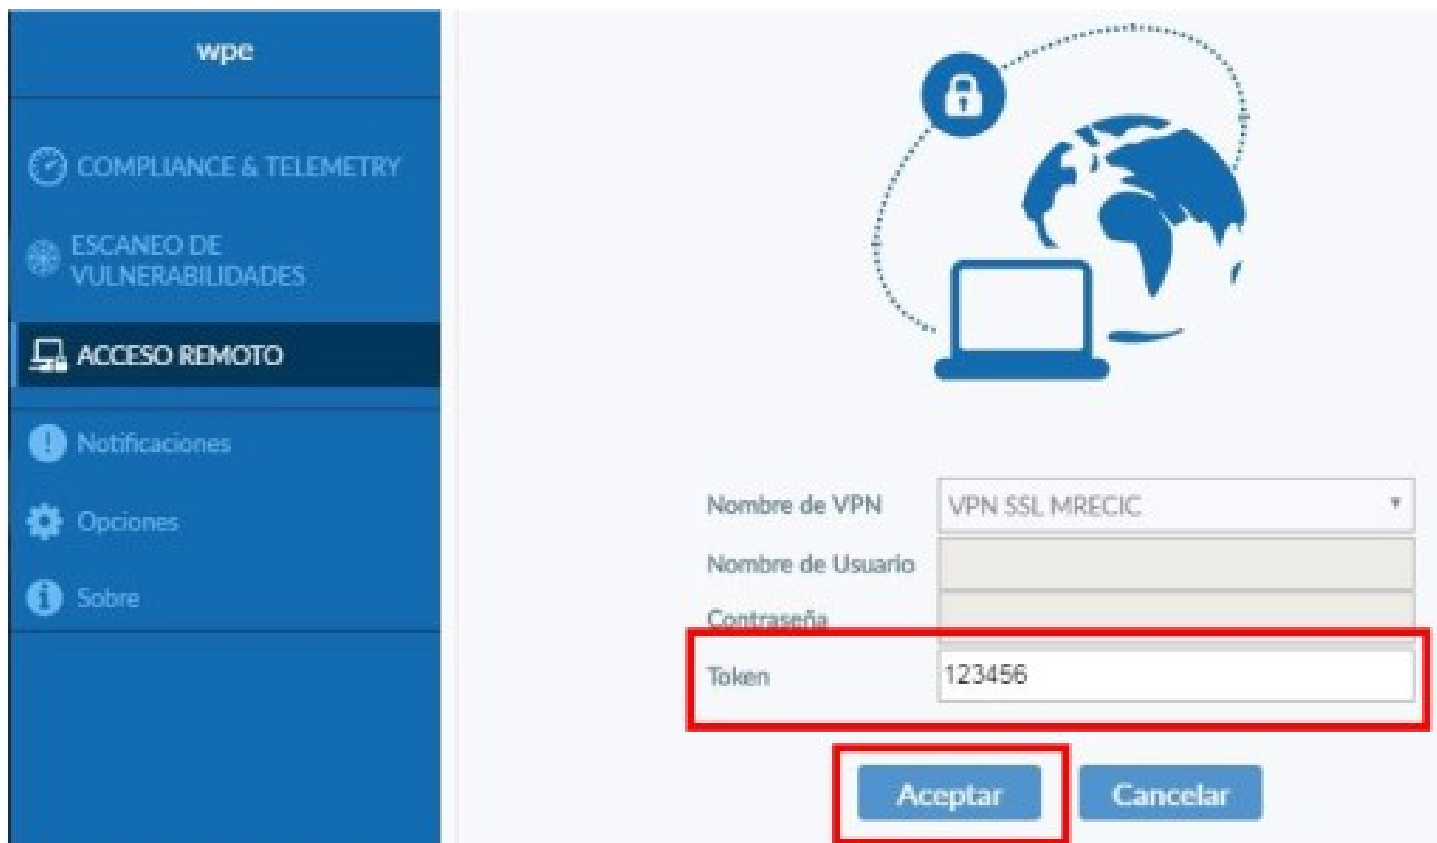 wpe
COMPLIANCE & TELEMETRY
ESCANEO DE
VULNERABILIDADES
ACCESO REMOTO
Notificaciones
Opciones
Sobre
Nombre de VPN VPN SSL MRECIC
Nombre de Usuario
Contraseña
Token 123456
Aceptar Cancelar